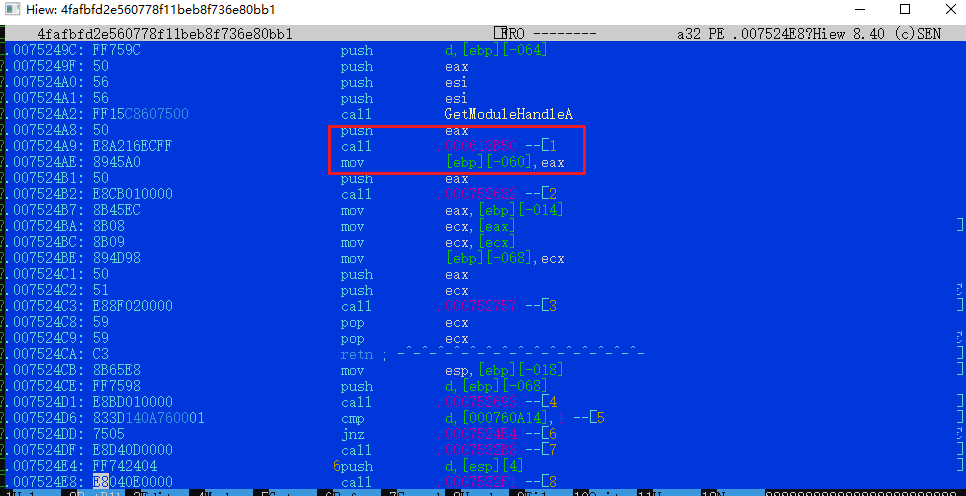 Hiew: 4fafbfd2e560778f11beb8f736e80bb1
4fafbfd2e560778f11beb8f736e80bb1 FRO -------- a32 PE .007524E8?Hiew 8.40 (c)SEN
?.0075249C: FF759C push d,[ebp][-064]
?.0075249F: 50 push eax
?.007524A0: 56 push esi
?.007524A1: 56 push esi
?.007524A2: FF15C8607500 call GetModuleHandleA
?.007524A8: 50 push eax
?.007524A9: E8A216ECFF call .000613B50 --[1
?.007524AE: 8945A0 mov [ebp][-060],eax
?.007524B1: 50 push eax
?.007524B2: E8CB010000 call .000752682 --[2
?.007524B7: 8B45EC mov eax,[ebp][-014]
?.007524BA: 8B08 mov ecx,[eax]
?.007524BC: 8B09 mov ecx,[ecx]
?.007524BE: 894D98 mov [ebp][-068],ecx
?.007524C1: 50 push eax
?.007524C2: 51 push ecx
?.007524C3: E88F020000 call .000752757 --[3
?.007524C8: 59 pop ecx
?.007524C9: 59 pop ecx
?.007524CA: C3 retn ; -^-^-^-^-^-^-^-^-^-^-^-^-^-^-^-
?.007524CB: 8B65E8 mov esp,[ebp][-018]
?.007524CE: FF7598 push d,[ebp][-068]
?.007524D1: E8BD010000 call .000752693 --[4
?.007524D6: 833D140A760001 cmp d,[000760A14],1 --[5
?.007524DD: 7505 jnz .0007524E4 --[6
?.007524DF: E8D40D0000 call .0007532B8 --[7
?.007524E4: FF742404 6push d,[esp][4]
?.007524E8: E8040E0000 call .0007532F1 --[8